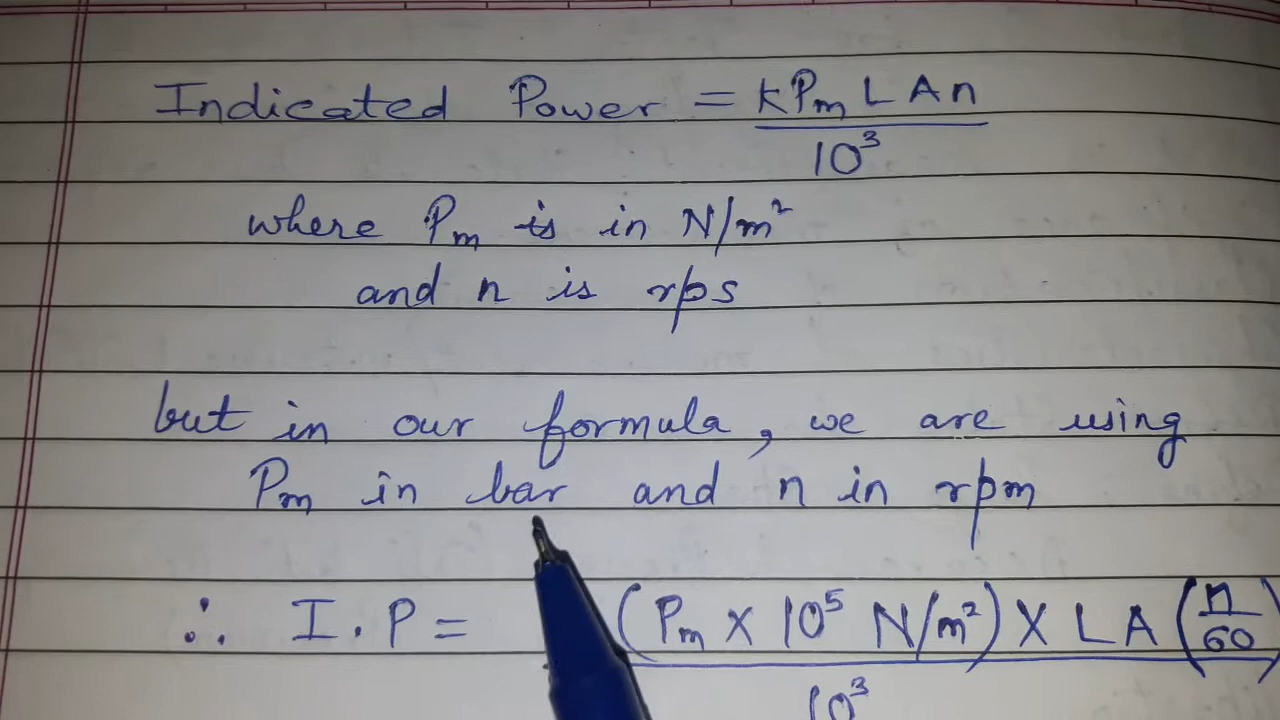 Indicated Power = kPm L A n / 10³
where Pm is in N/m²
and n is rps
but in our formula, we are using
Pm in bar and n in rpm
∴ I.P = (Pm × 10⁵ N/m²) × L A (n/60) / 10³